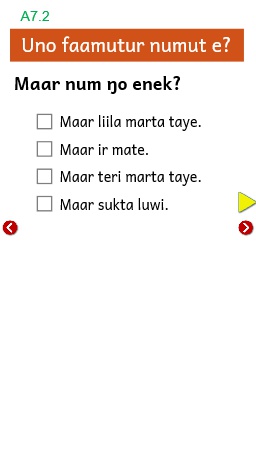 A7.2
Uno faamutur numut e?
Maar num ŋo enek?
Maar liila marta taye.
Maar ir mate.
Maar teri marta taye.
Maar sukta luwi.